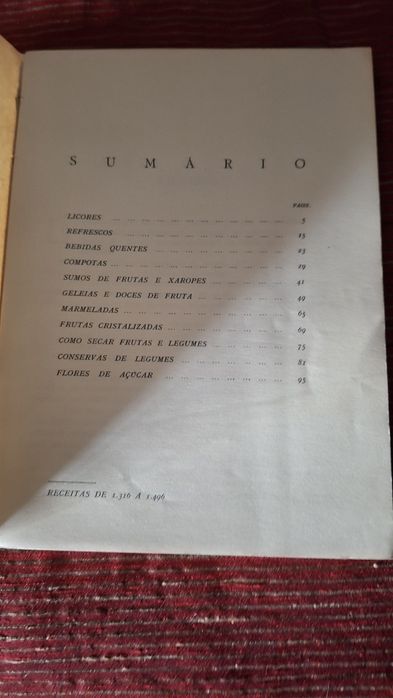 SUMÁRIO
PAGS.
LICORES ... ... ... ... ... ... ... ... ... ... ... ... 5
REFRESCOS ... ... ... ... ... ... ... ... ... ... ... 15
BEBIDAS QUENTES ... ... ... ... ... ... ... ... ... 23
COMPOTAS ... ... ... ... ... ... ... ... ... ... ... ... 29
SUMOS DE FRUTAS E XAROPES ... ... ... ... ... ... 41
GELEIAS E DOCES DE FRUTA ... ... ... ... ... ... ... 49
MARMELADAS ... ... ... ... ... ... ... ... ... ... ... 65
FRUTAS CRISTALIZADAS ... ... ... ... ... ... ... ... 69
COMO SECAR FRUTAS E LEGUMES ... ... ... ... ... 75
CONSERVAS DE LEGUMES ... ... ... ... ... ... ... ... 81
FLORES DE AÇÚCAR ... ... ... ... ... ... ... ... ... 95
RECEITAS DE 1.316 A 1.496